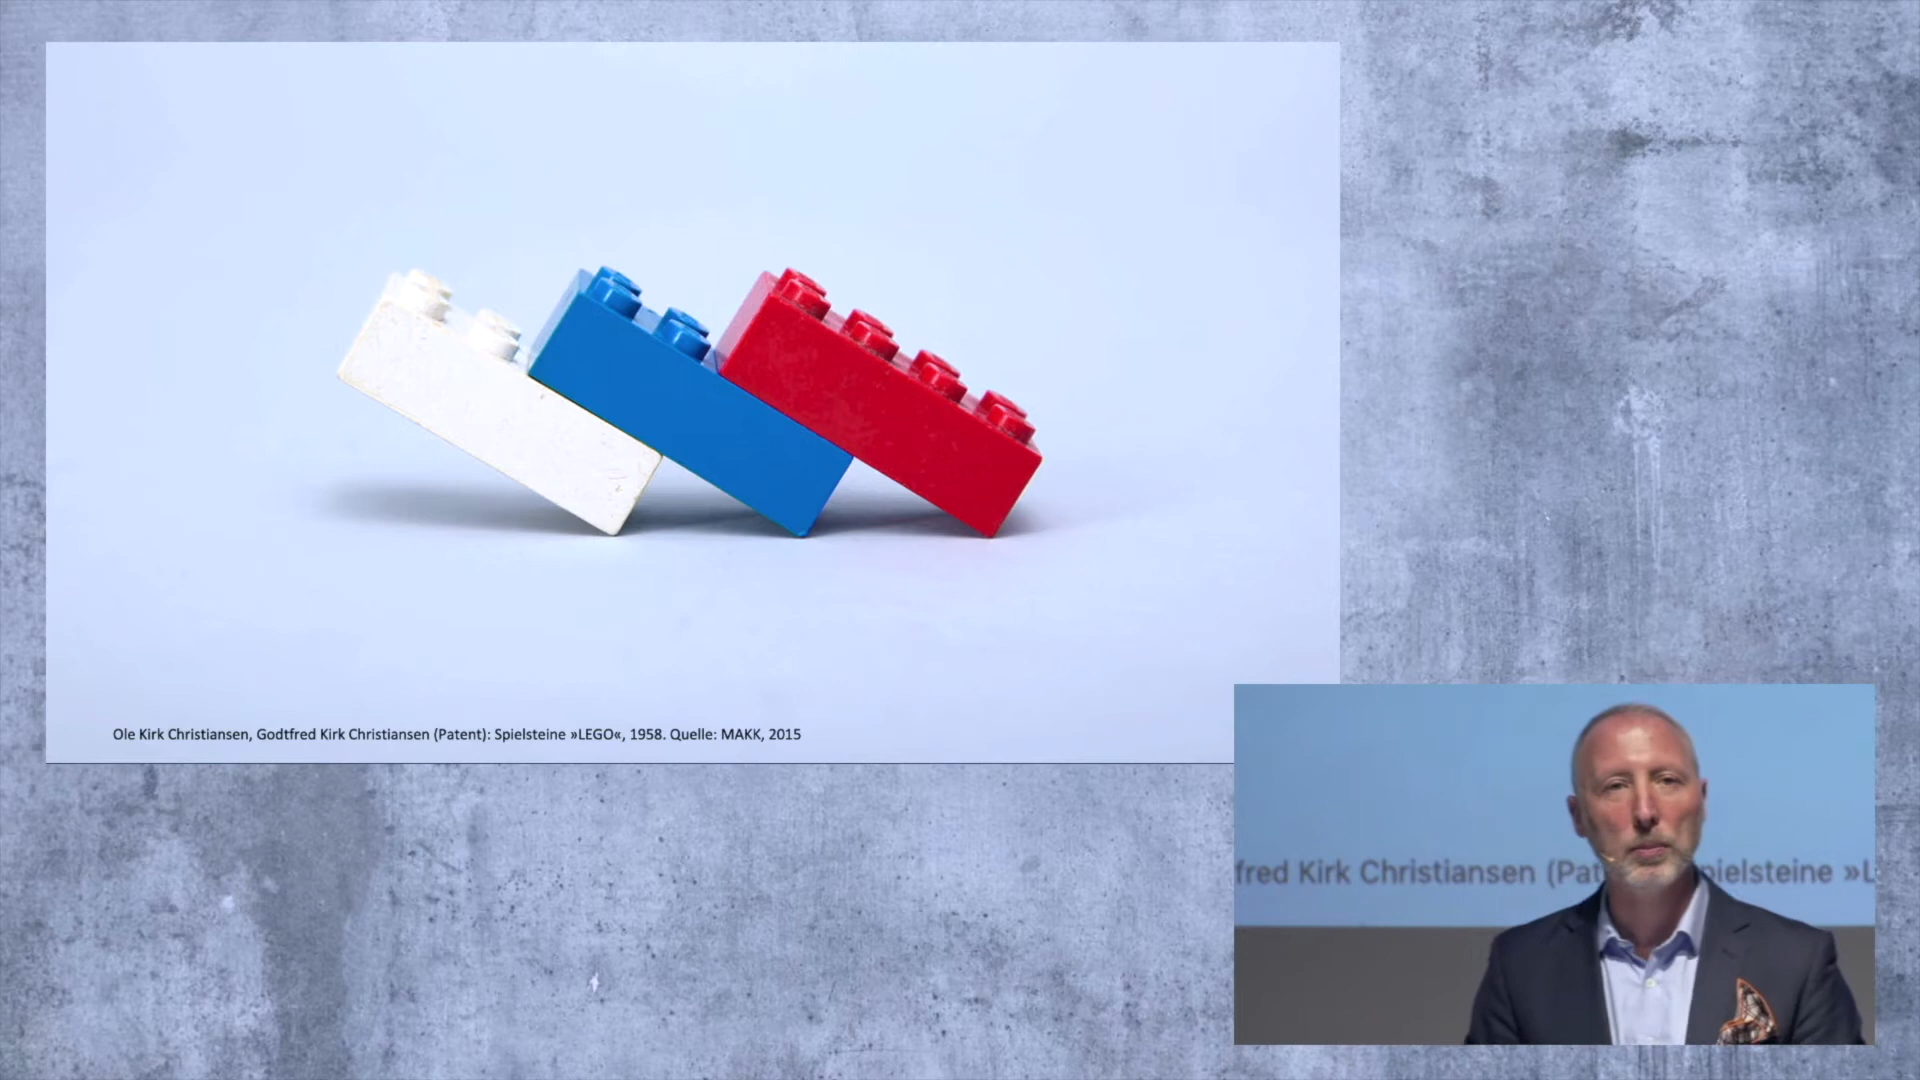 Ole Kirk Christiansen, Godtfred Kirk Christiansen (Patent): Spielsteine »LEGO«, 1958. Quelle: MAKK, 2015
fred Kirk Christiansen (Pat pielsteine »L